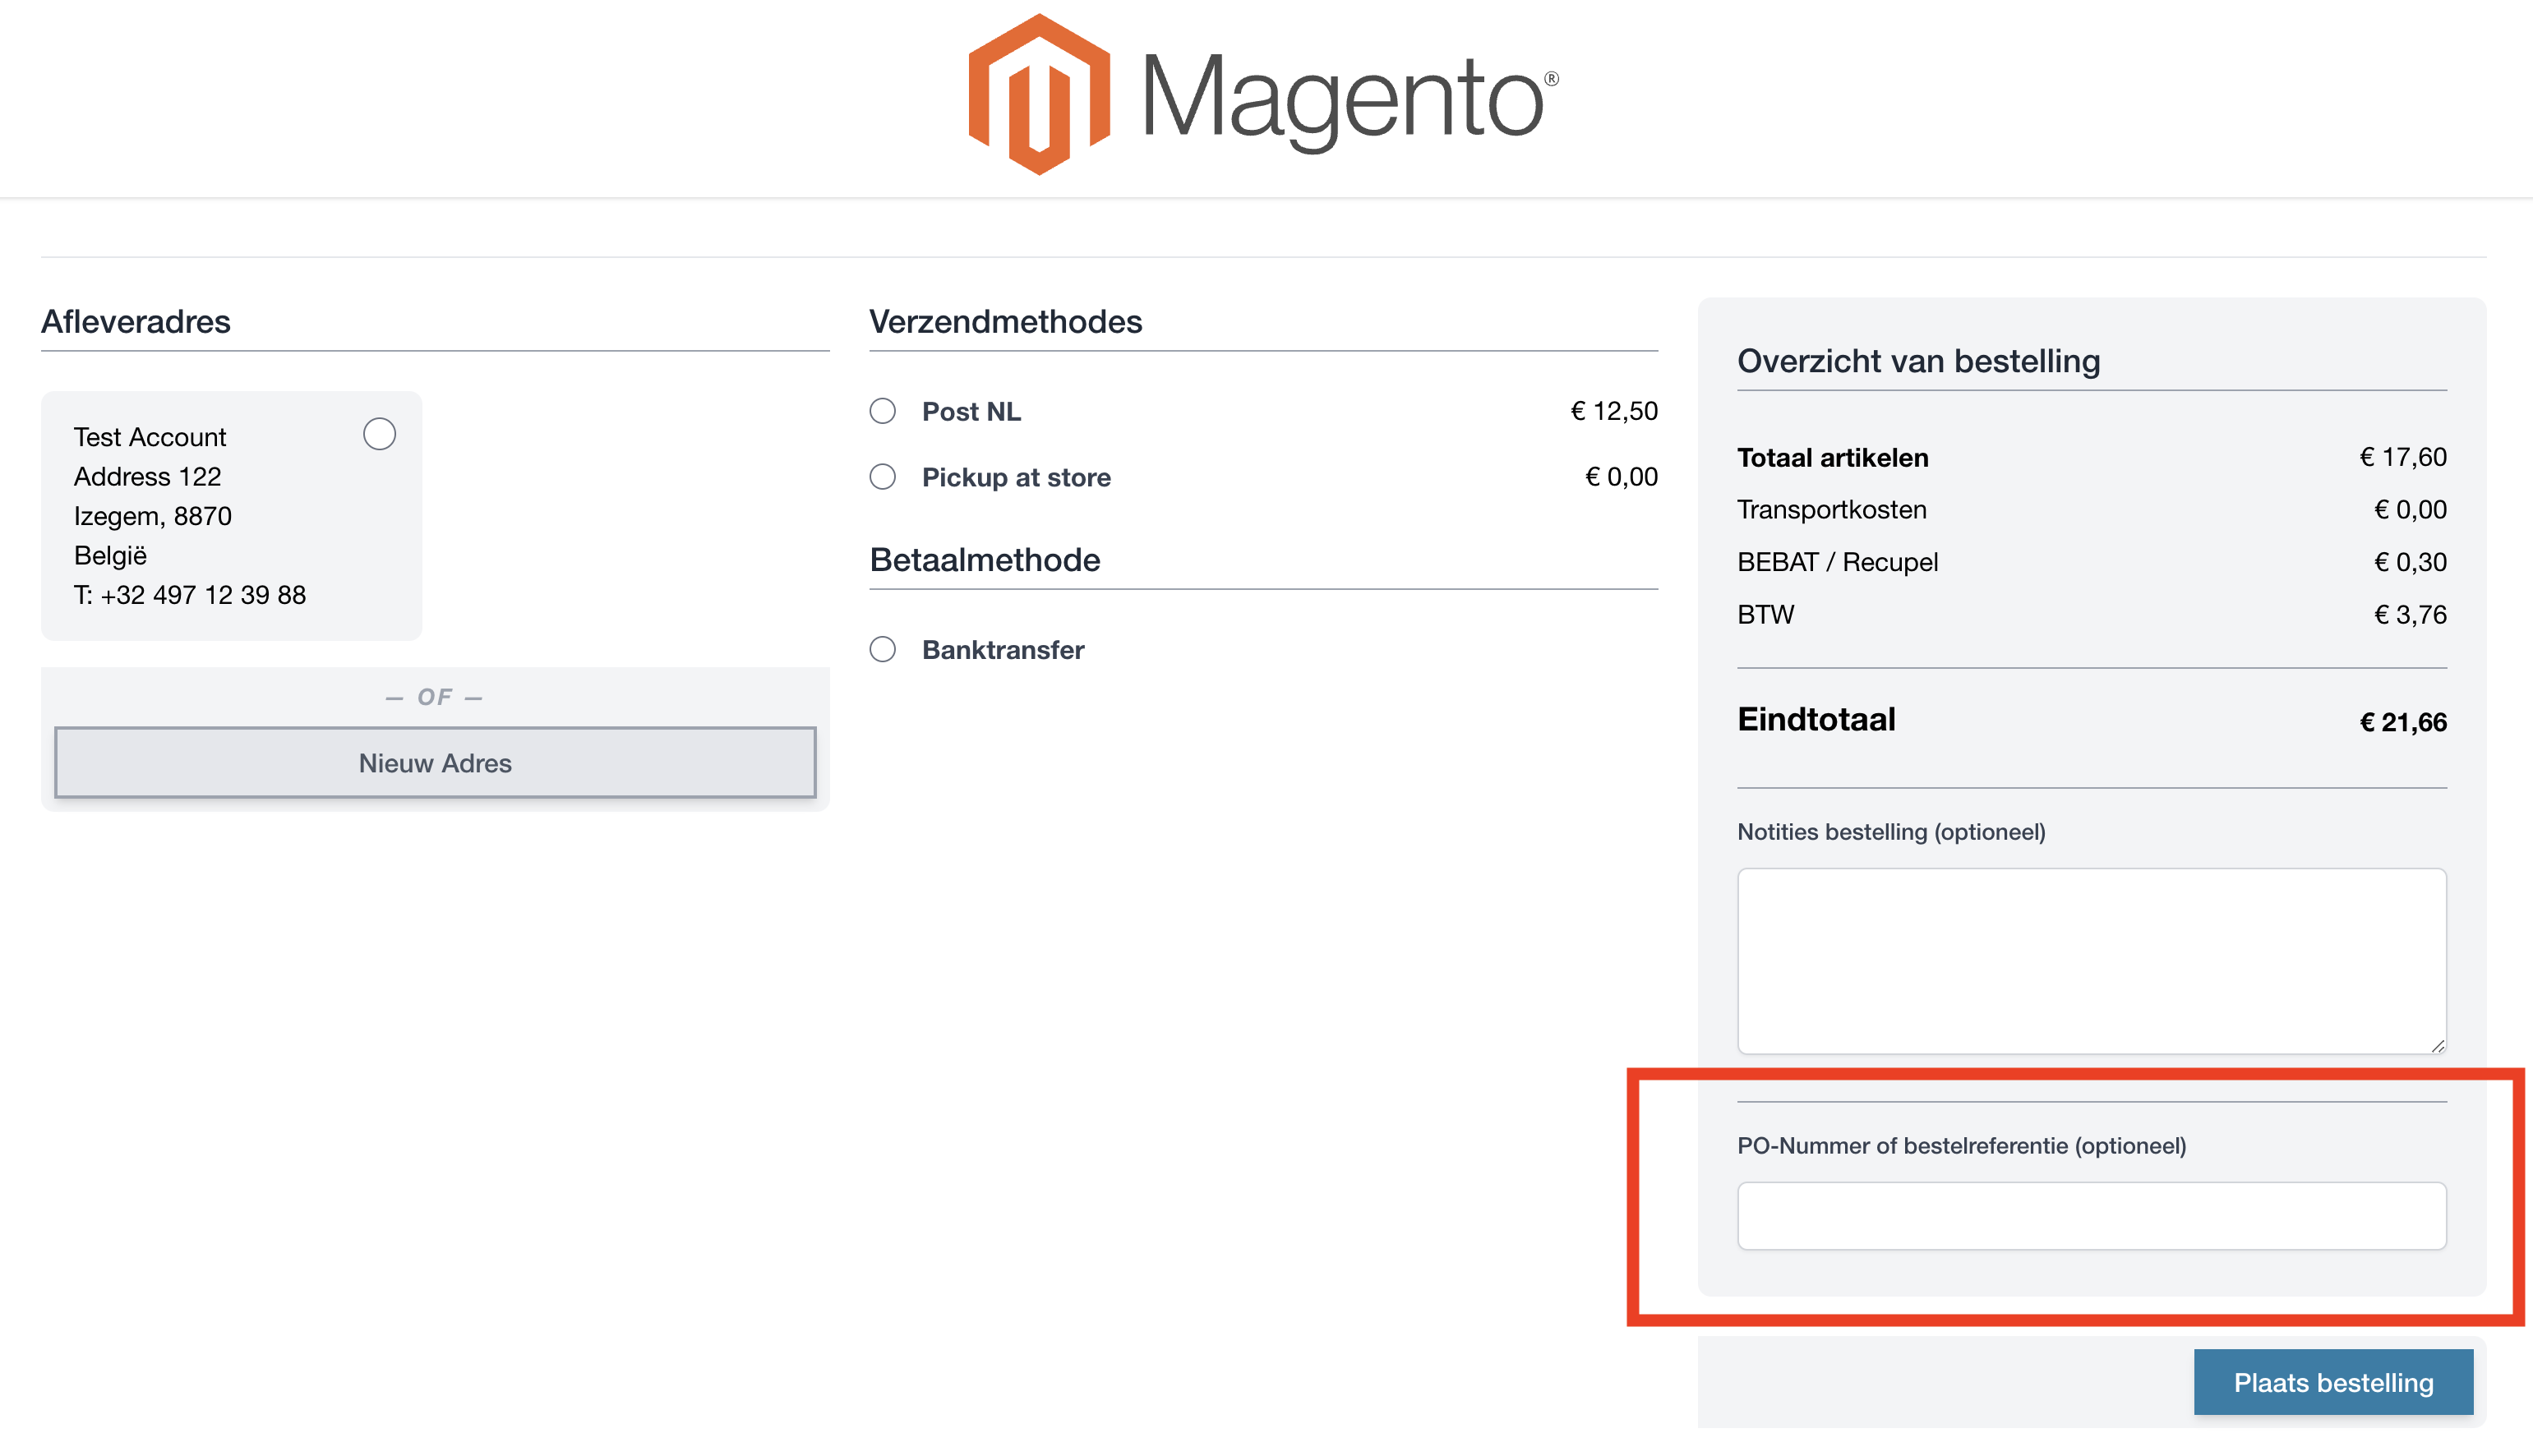 Magento®
Afleveradres
Test Account
Address 122
Izegem, 8870
België
T: +32 497 12 39 88
— OF —
Nieuw Adres
Verzendmethodes
Post NL € 12,50
Pickup at store € 0,00
Betaalmethode
Banktransfer
Overzicht van bestelling
Totaal artikelen € 17,60
Transportkosten € 0,00
BEBAT / Recupel € 0,30
BTW € 3,76
Eindtotaal € 21,66
Notities bestelling (optioneel)
PO-Nummer of bestelreferentie (optioneel)
Plaats bestelling